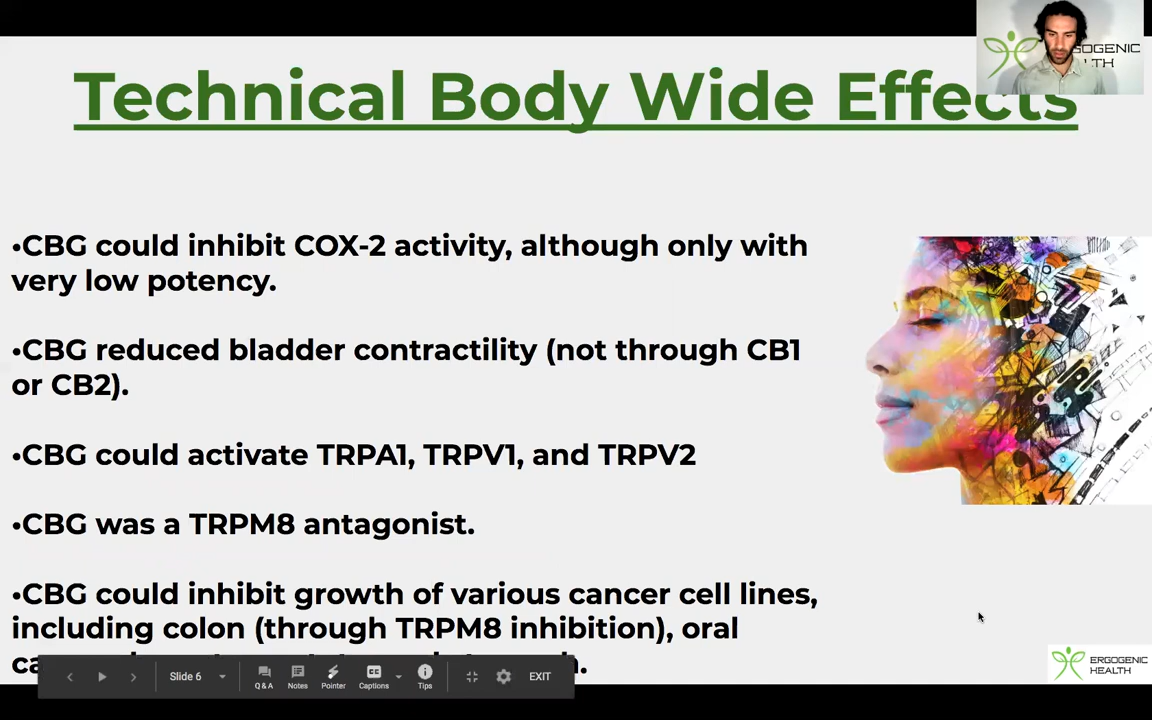 Technical Body Wide Effects
OGENIC
LTH
•CBG could inhibit COX-2 activity, although only with
very low potency.
•CBG reduced bladder contractility (not through CB1
or CB2).
•CBG could activate TRPA1, TRPV1, and TRPV2
•CBG was a TRPM8 antagonist.
•CBG could inhibit growth of various cancer cell lines,
including colon (through TRPM8 inhibition), oral
Slide 6
Q & A
Notes
Pointer
Captions
Tips
EXIT
ERGOGENIC
HEALTH